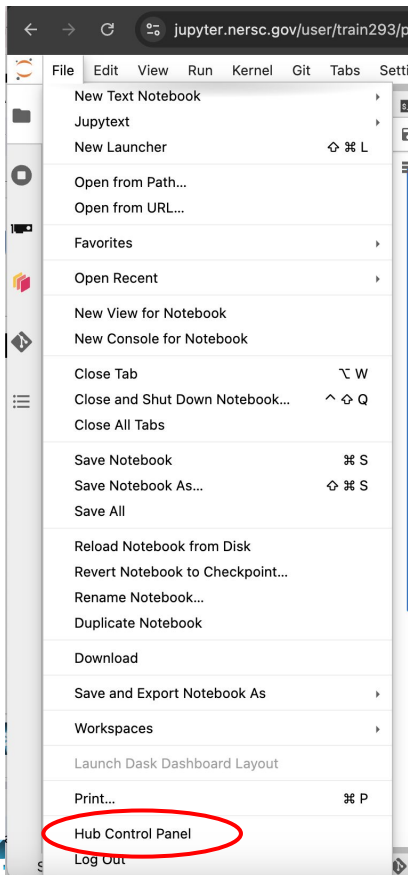 jupyter.nersc.gov/user/train293/p
File Edit View Run Kernel Git Tabs Setti
New Text Notebook
Jupytext
New Launcher ⇧ ⌘ L
Open from Path...
Open from URL...
Favorites
Open Recent
New View for Notebook
New Console for Notebook
Close Tab ⌥ W
Close and Shut Down Notebook... ^ ⇧ Q
Close All Tabs
Save Notebook ⌘ S
Save Notebook As... ⇧ ⌘ S
Save All
Reload Notebook from Disk
Revert Notebook to Checkpoint...
Rename Notebook...
Duplicate Notebook
Download
Save and Export Notebook As
Workspaces
Launch Dask Dashboard Layout
Print... ⌘ P
Hub Control Panel
Log Out